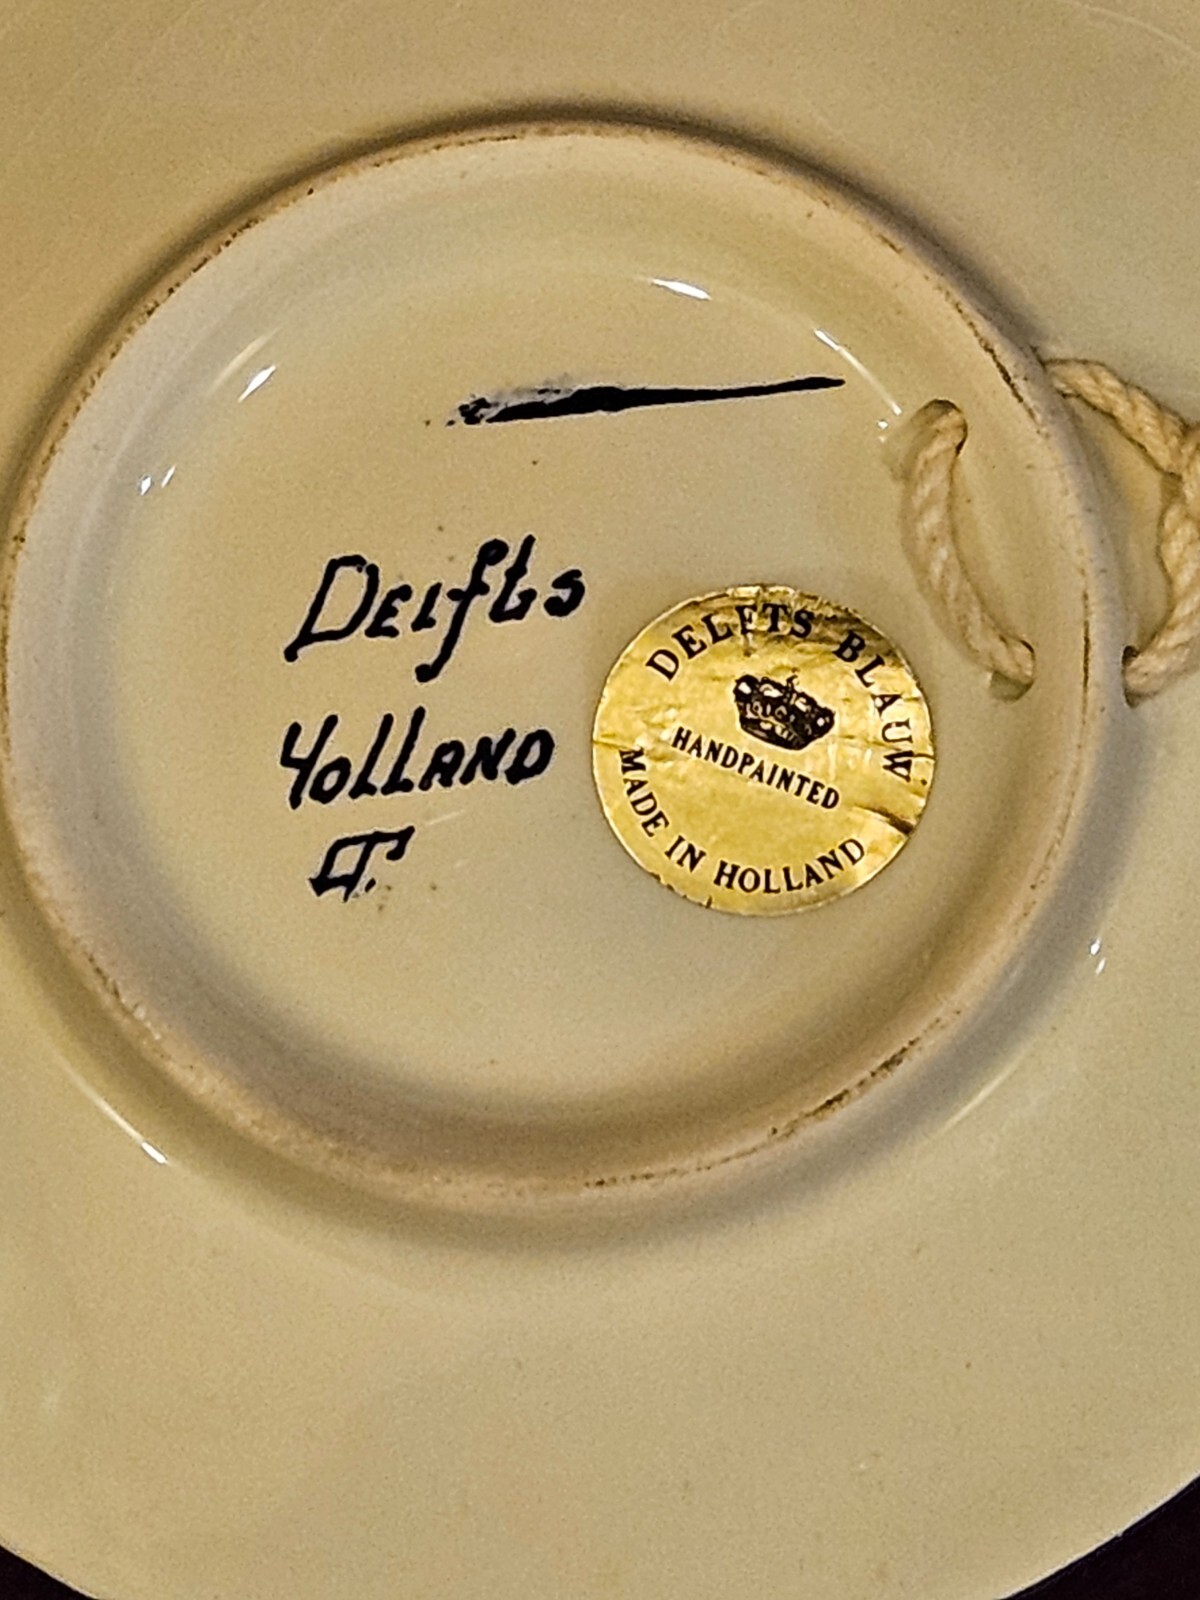 Delfts
Holland
DELFTS BLAUW
HANDPAINTED
MADE IN HOLLAND